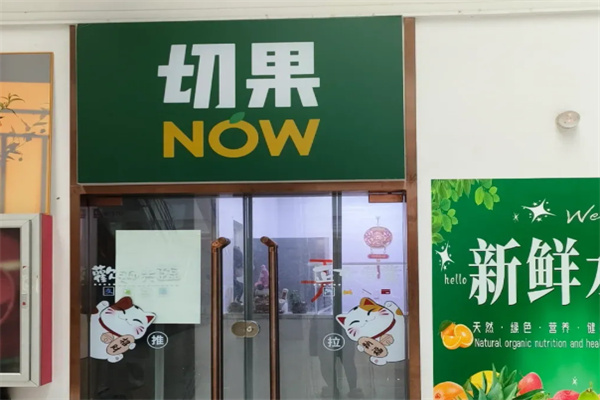 切果
NOW
推
拉
We
hello
新鲜
天然·绿色·营养·健
Natural organic nutrition and heal